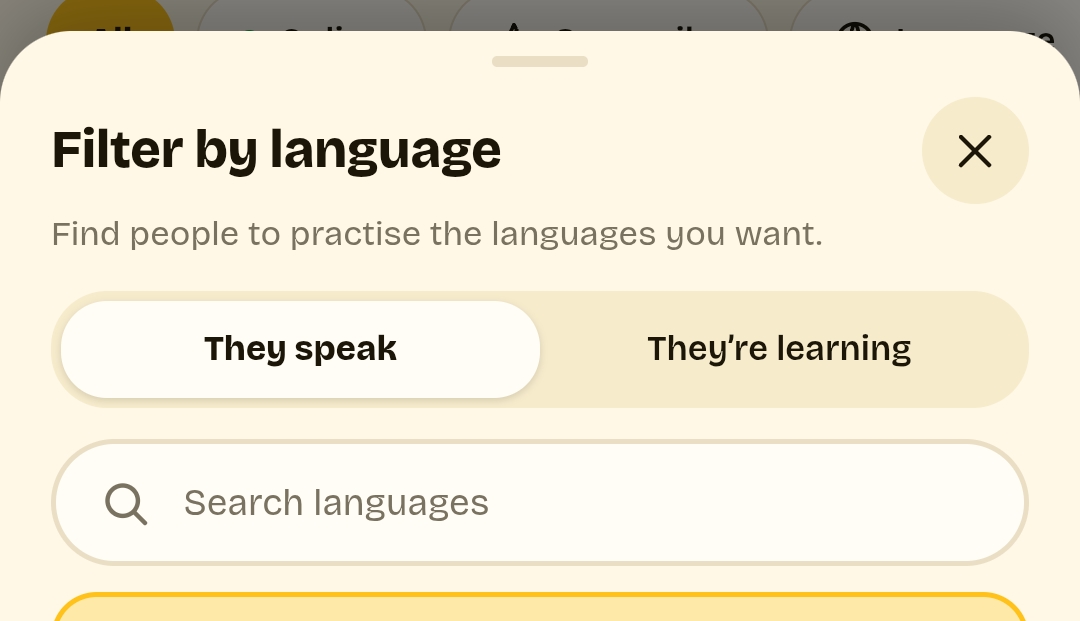 Filter by language
Find people to practise the languages you want.
They speak
They’re learning
Search languages